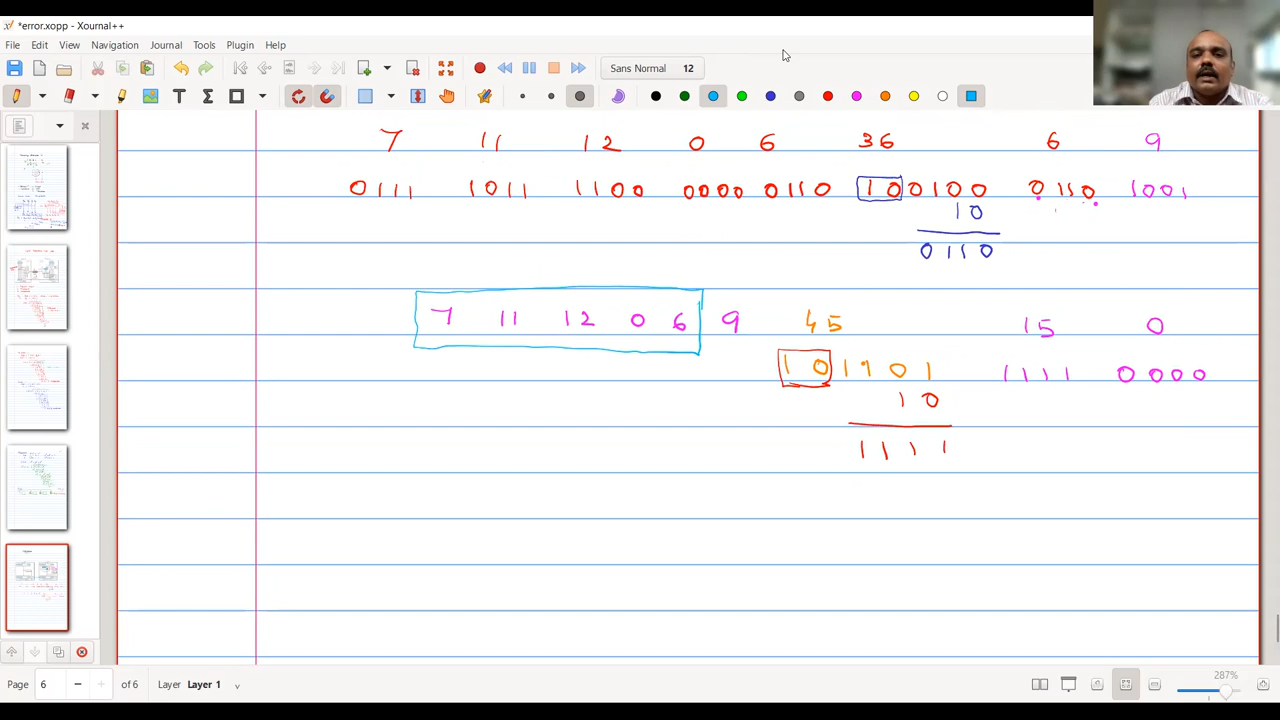 *error.xopp - Xournal++
File Edit View Navigation Journal Tools Plugin Help
Sans Normal 12
7 11 12 0 6 36 6 9
0111 1011 1100 0000 0110 100100 0110 1001
10
0110
7 11 12 0 6 9 45 15 0
101101 1111 0000
10
1111
Page 6 of 6 Layer Layer 1 287%